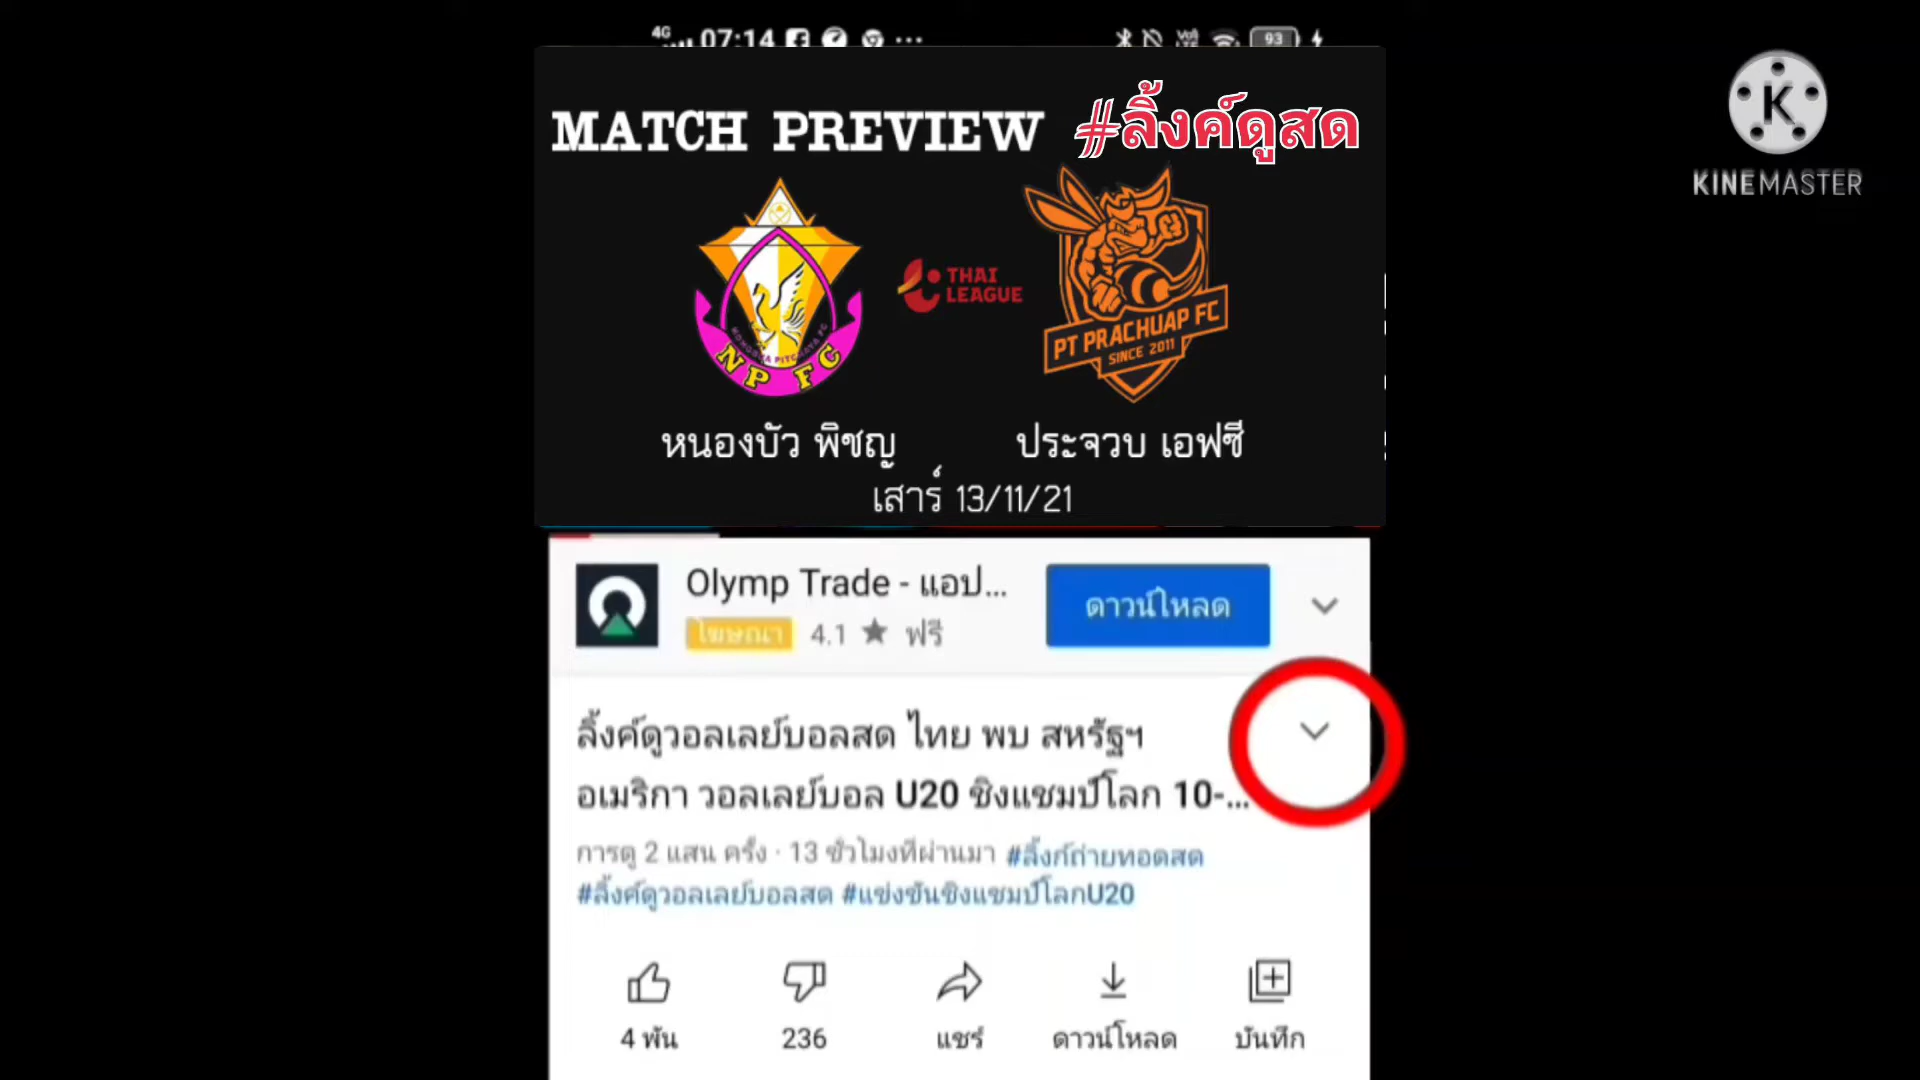 4G 07:14 93
KINEMASTER
MATCH PREVIEW #ลิ้งค์ดูสด
THAI
LEAGUE
NONGBUA PITCHAYA FC
NP FC
PT PRACHUAP FC
SINCE 2011
หนองบัว พิชญ ประจวบ เอฟซี
เสาร์ 13/11/21
Olymp Trade - แอป...
โฆษณา 4.1 ★ ฟรี
ดาวน์โหลด
ลิ้งค์ดูวอลเลย์บอลสด ไทย พบ สหรัฐฯ
อเมริกา วอลเลย์บอล U20 ชิงแชมป์โลก 10-...
การดู 2 แสน ครั้ง · 13 ชั่วโมงที่ผ่านมา #ลิ้งก์ถ่ายทอดสด
#ลิ้งค์ดูวอลเลย์บอลสด #แข่งขันชิงแชมป์โลกU20
4 พัน 236 แชร์ ดาวน์โหลด บันทึก